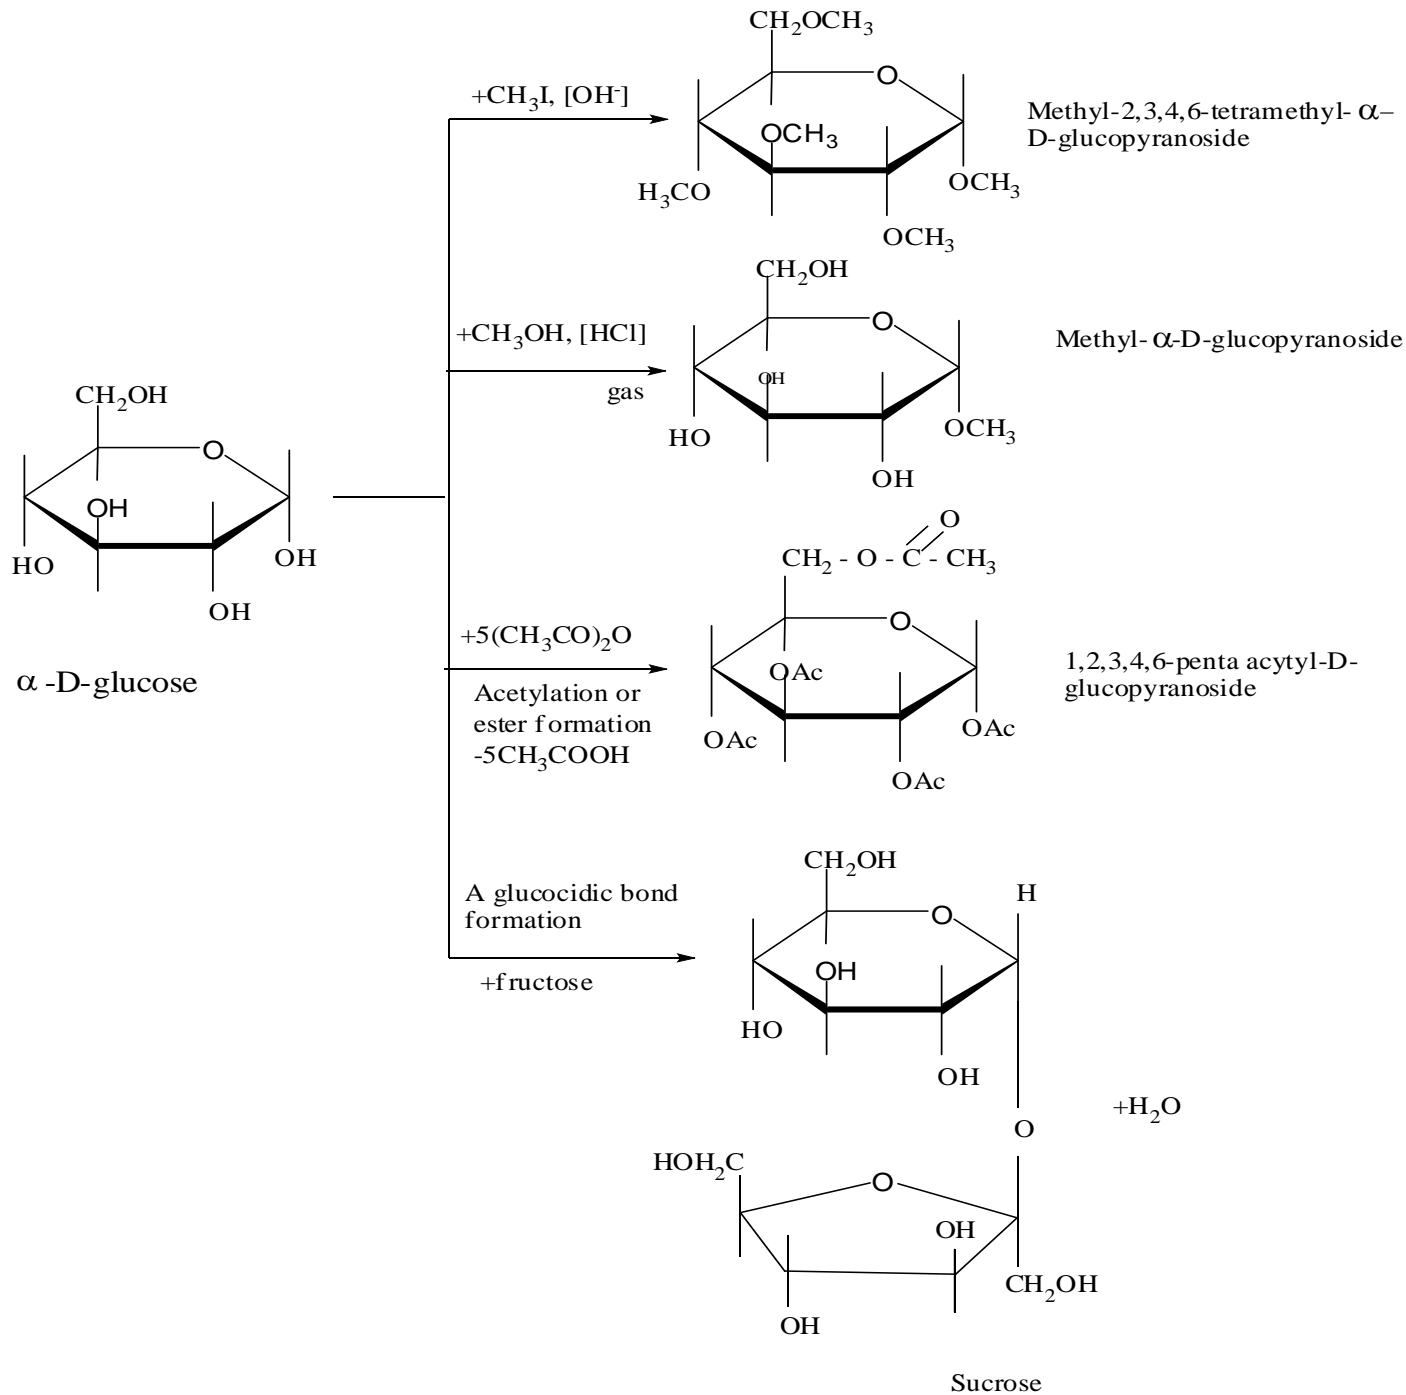 CH₂OCH₃
O
+CH₃I, [OH⁻]
OCH₃
H₃CO
OCH₃
OCH₃
Methyl-2,3,4,6-tetramethyl- α–
D-glucopyranoside
CH₂OH
O
+CH₃OH, [HCl]
gas
OH
HO
OCH₃
OH
Methyl- α-D-glucopyranoside
CH₂OH
O
OH
HO
OH
OH
α -D-glucose
O
CH₂ - O - C - CH₃
O
+5(CH₃CO)₂O
Acetylation or
ester formation
-5CH₃COOH
OAc
OAc
OAc
OAc
1,2,3,4,6-penta acytyl-D-
glucopyranoside
CH₂OH
H
O
A glucocidic bond
formation
+fructose
OH
HO
OH
+H₂O
O
HOH₂C
O
OH
CH₂OH
OH
Sucrose